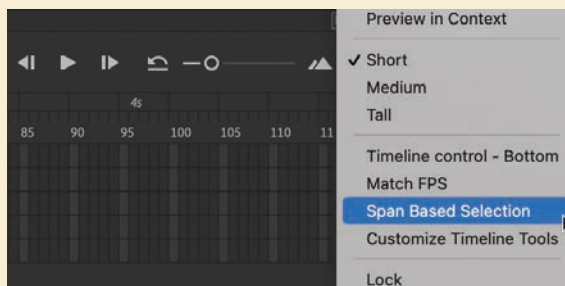 Preview in Context
✓ Short
Medium
Tall
4s
85 90 95 100 105 110 11
Timeline control - Bottom
Match FPS
Span Based Selection
Customize Timeline Tools
Lock